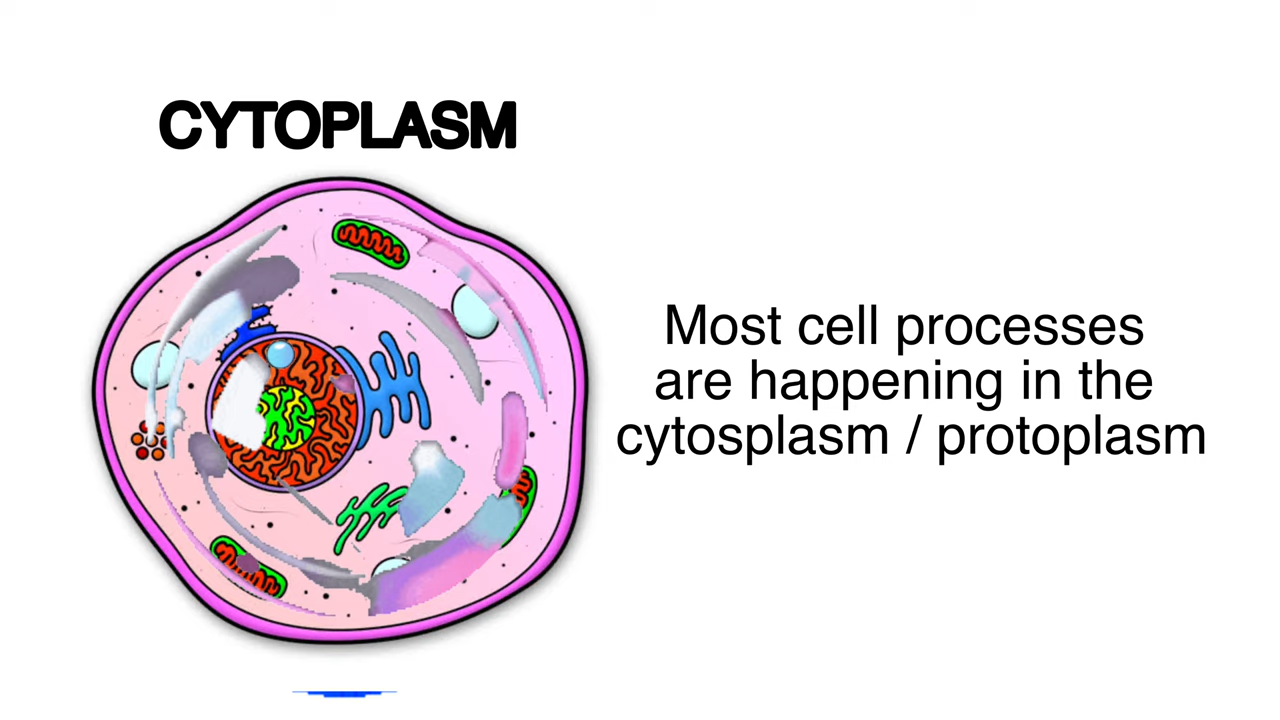 CYTOPLASM
Most cell processes
are happening in the
cytosplasm / protoplasm